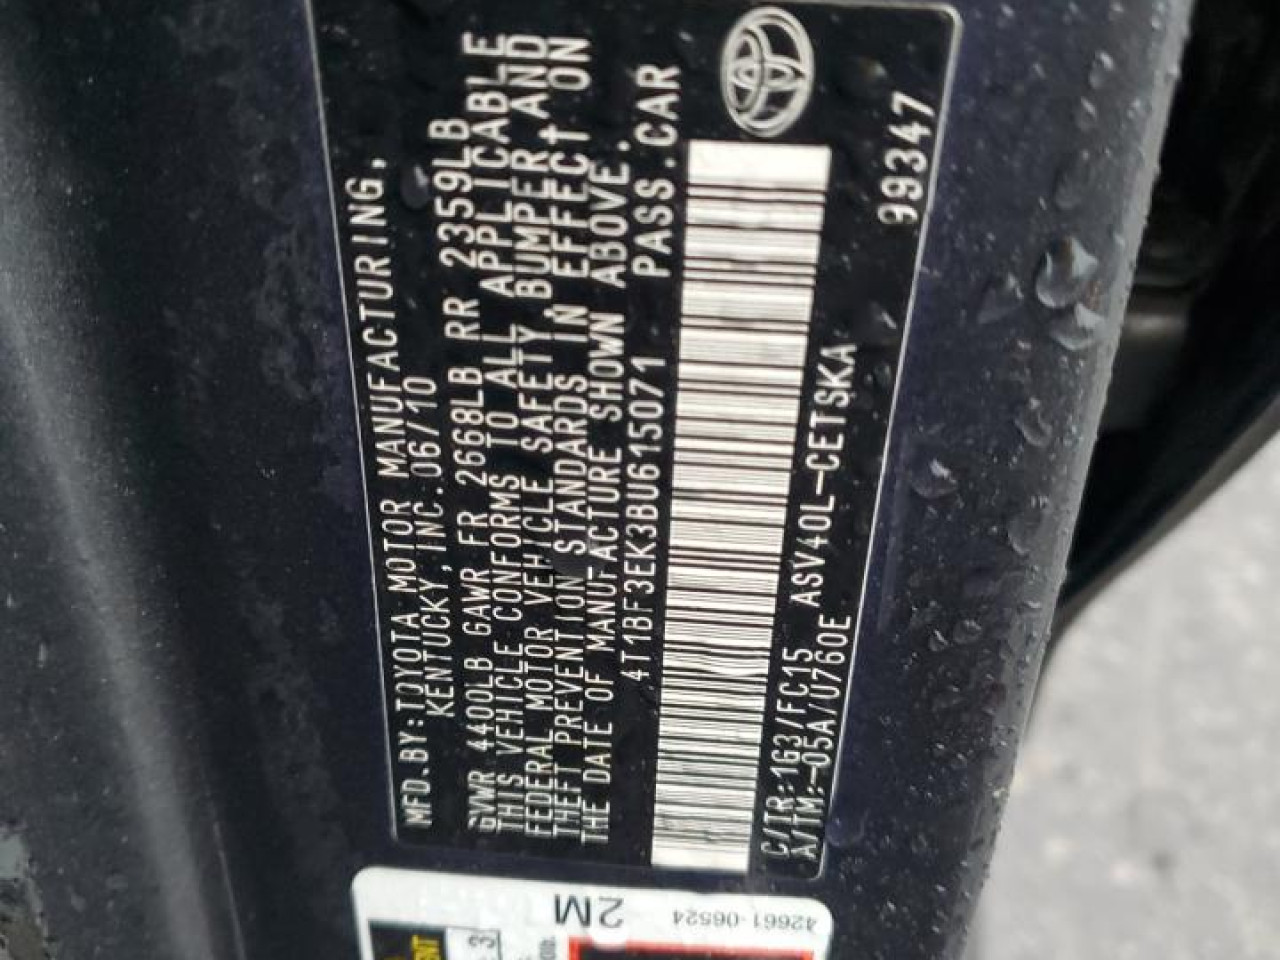 MFD.BY:TOYOTA MOTOR MANUFACTURING,
KENTUCKY,INC.06/10
GVWR 4400LB GAWR FR 2668LB RR 2359LB
THIS VEHICLE CONFORMS TO ALL APPLICABLE
FEDERAL MOTOR VEHICLE SAFETY,BUMPER AND
THEFT PREVENTION STANDARDS IN EFFECT ON
THE DATE OF MANUFACTURE SHOWN ABOVE.
4T1BF3EK3BU615071 PASS.CAR
C/TR:1G3/FC15 ASV40L-CETSKA
A/TM:-05A/U760E 99347
2M
42661-06524
3